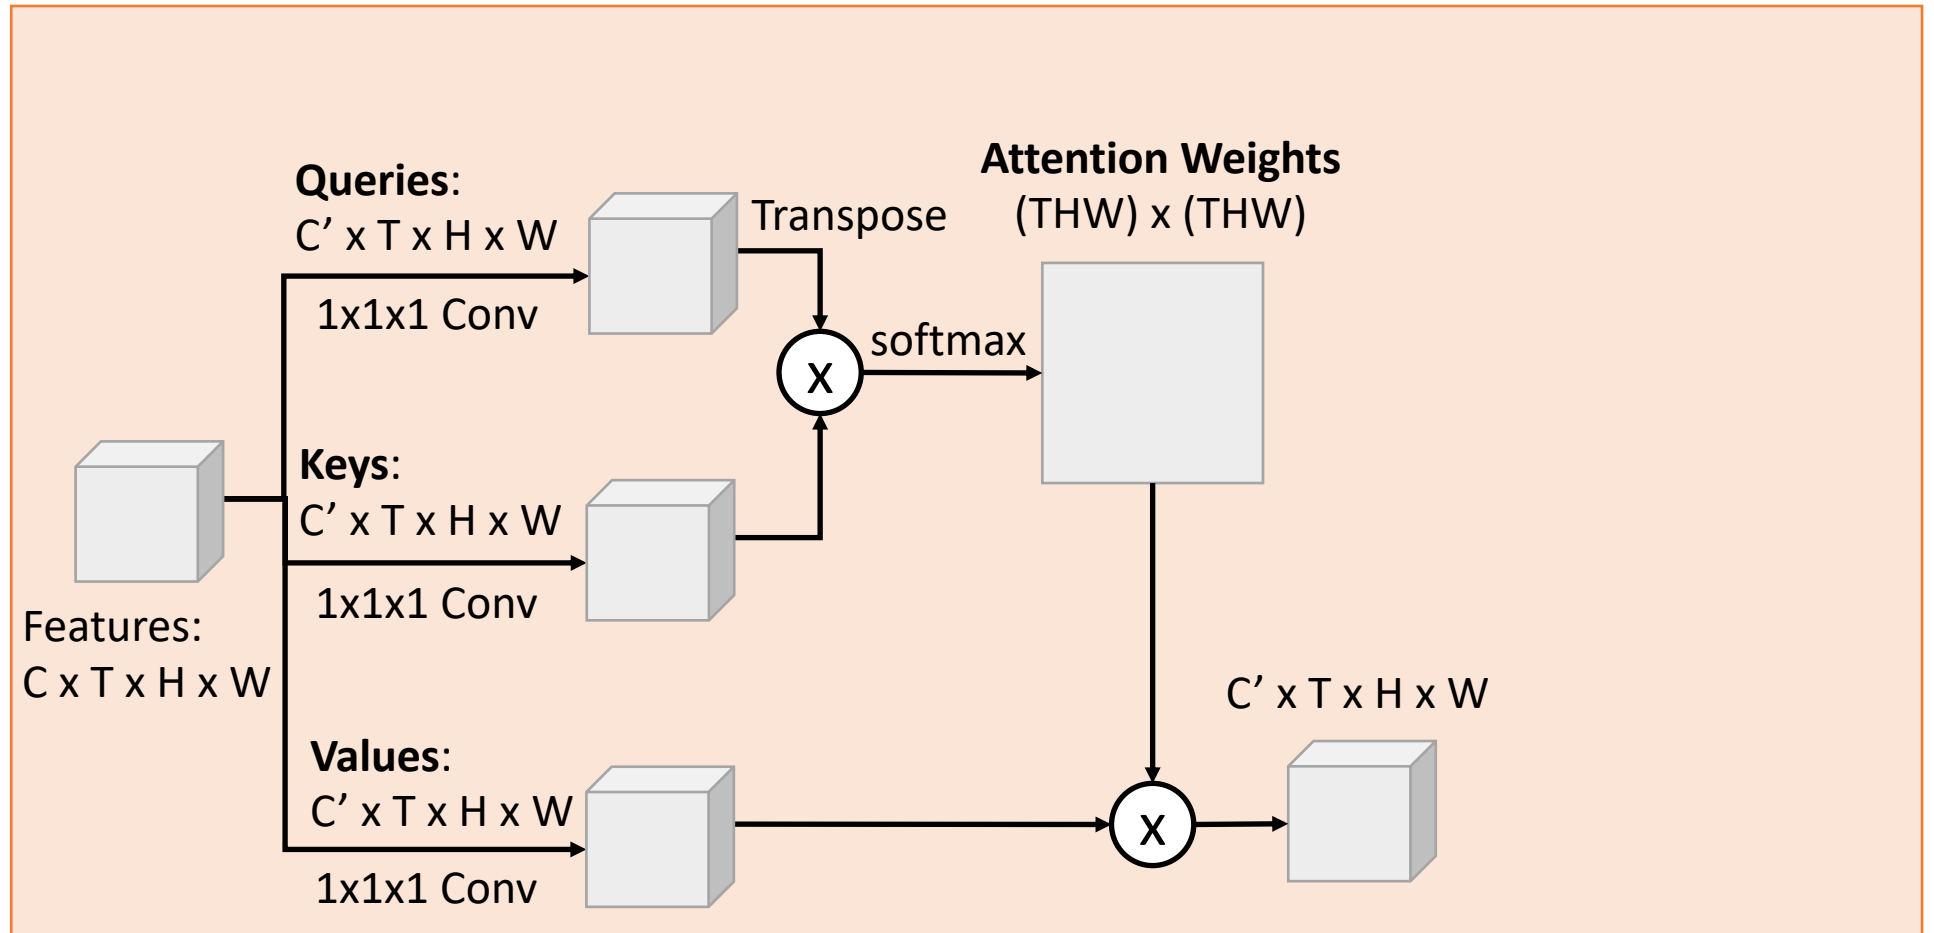 Queries:
C’ x T x H x W
1x1x1 Conv
Transpose
Attention Weights
(THW) x (THW)
x
softmax
Keys:
C’ x T x H x W
1x1x1 Conv
Features:
C x T x H x W
Values:
C’ x T x H x W
1x1x1 Conv
x
C’ x T x H x W